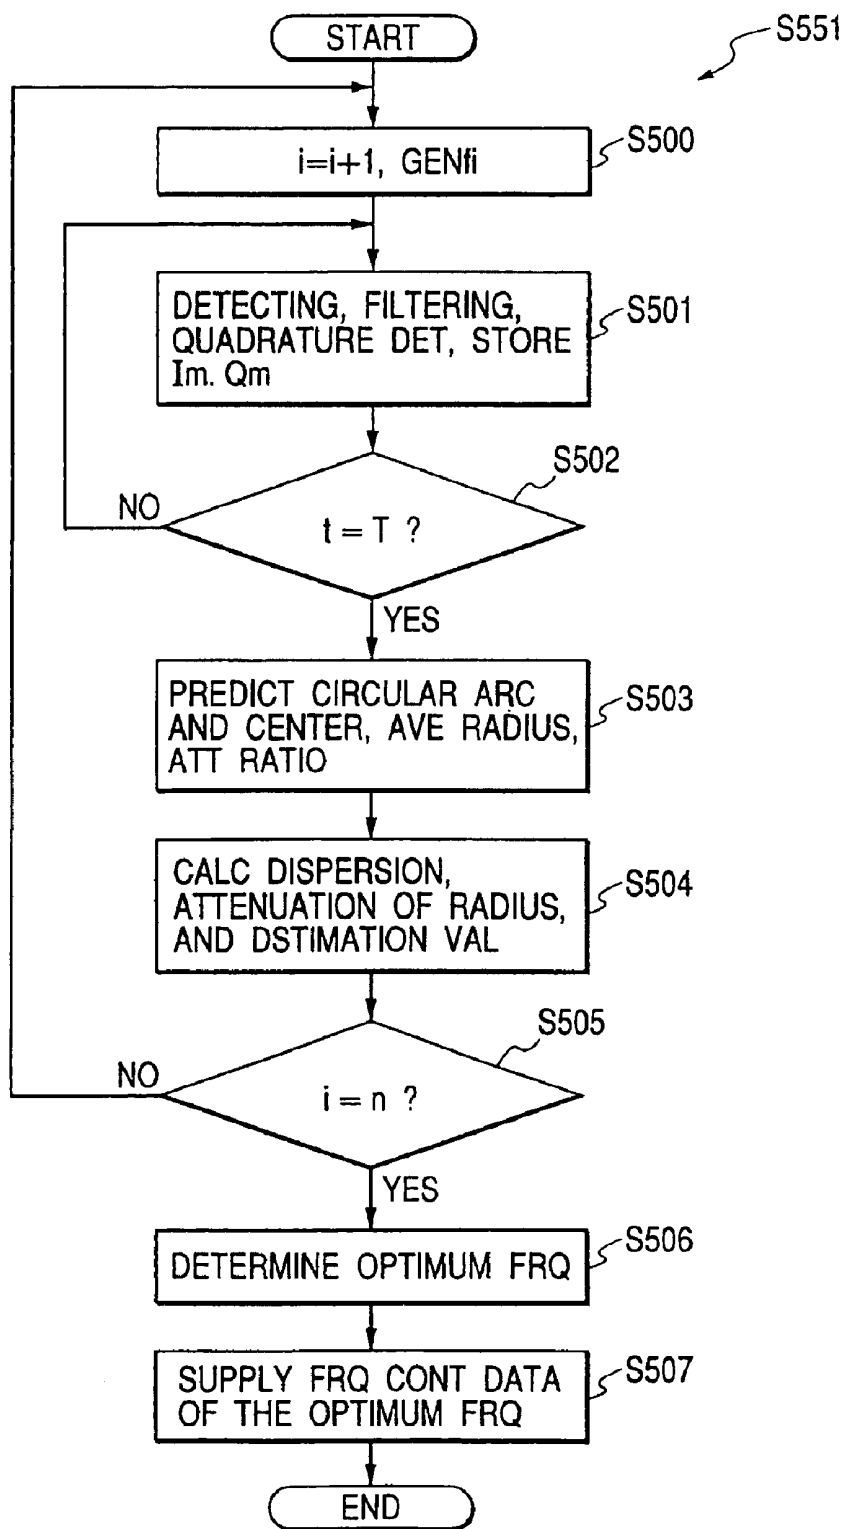 START
S551
i=i+1, GENfi
S500
DETECTING, FILTERING,
QUADRATURE DET, STORE
Im. Qm
S501
S502
t = T ?
NO
YES
PREDICT CIRCULAR ARC
AND CENTER, AVE RADIUS,
ATT RATIO
S503
CALC DISPERSION,
ATTENUATION OF RADIUS,
AND DSTIMATION VAL
S504
S505
i = n ?
NO
YES
DETERMINE OPTIMUM FRQ
S506
SUPPLY FRQ CONT DATA
OF THE OPTIMUM FRQ
S507
END